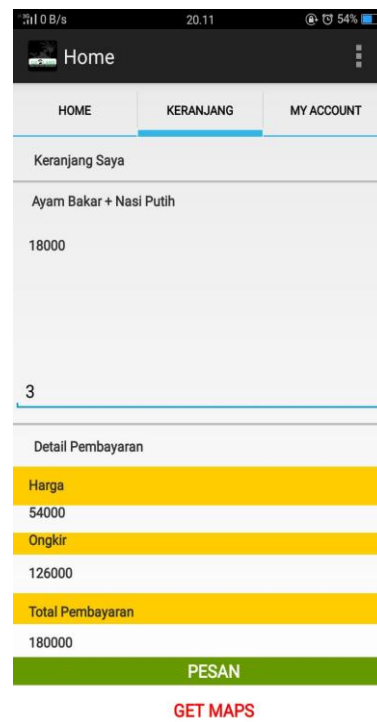 0 B/s 20.11 54%
Home
HOME KERANJANG MY ACCOUNT
Keranjang Saya
Ayam Bakar + Nasi Putih
18000
3
Detail Pembayaran
Harga
54000
Ongkir
126000
Total Pembayaran
180000
PESAN
GET MAPS